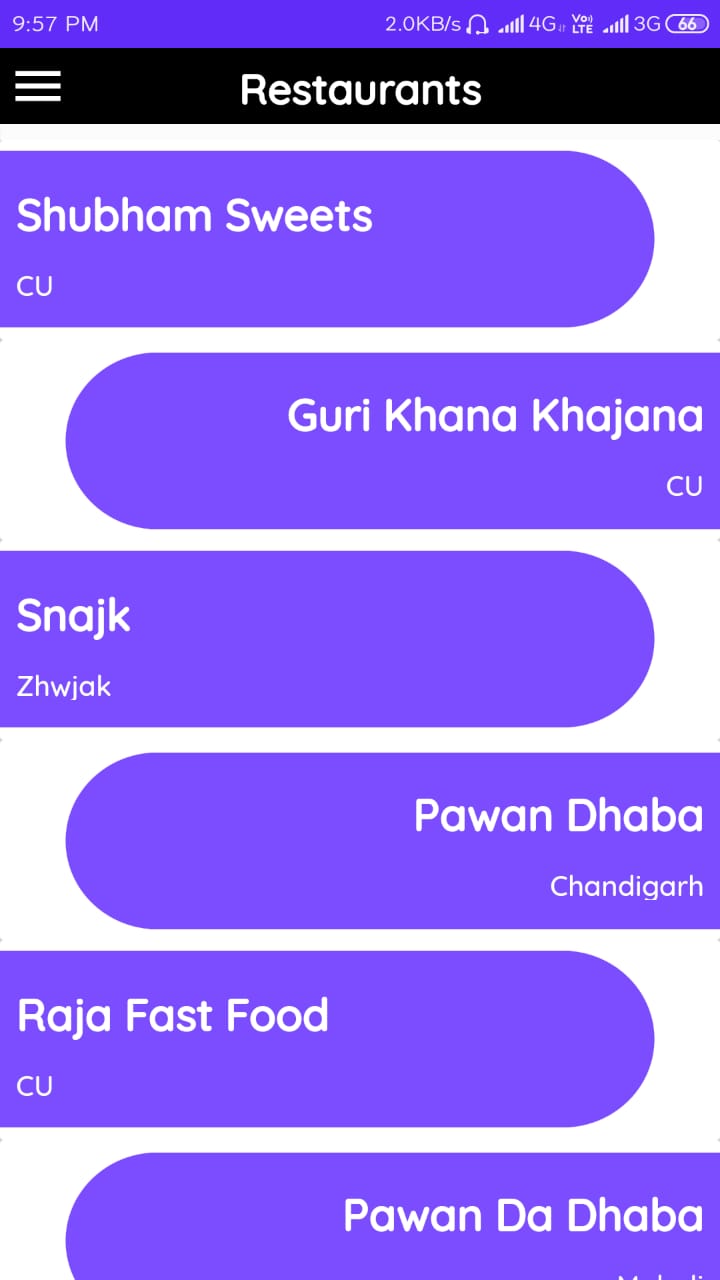 9:57 PM 2.0KB/s 4G Vo) LTE 3G 66
Restaurants
Shubham Sweets
CU
Guri Khana Khajana
CU
Snajk
Zhwjak
Pawan Dhaba
Chandigarh
Raja Fast Food
CU
Pawan Da Dhaba